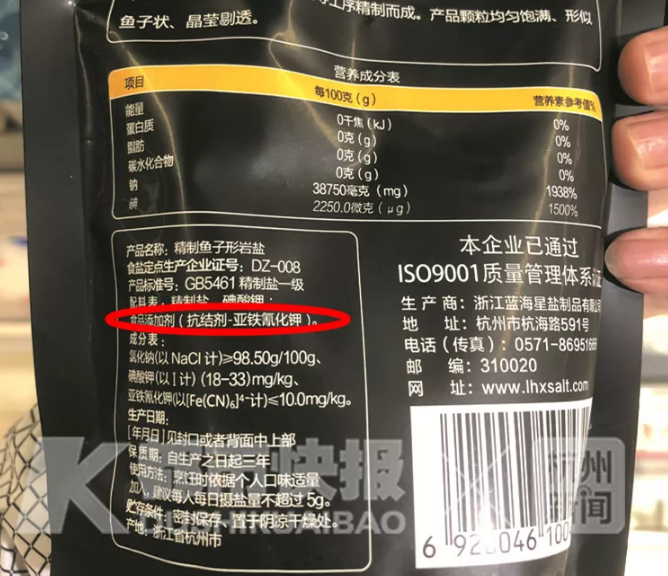 工序精制而成。产品颗粒均匀饱满、形似
鱼子状、晶莹剔透。
营养成分表
项目 每100克(g) 营养素参考值%
能量 0千焦(kJ) 0%
蛋白质 0克(g) 0%
脂肪 0克(g) 0%
碳水化合物 0克(g) 0%
钠 38750毫克(mg) 1938%
碘 2250.0微克(μg) 1500%
产品名称：精制鱼子形岩盐
食盐定点生产企业证号：DZ-008
产品标准号：GB5461 精制盐一级
配料表：精制盐、碘酸钾；
食品添加剂（抗结剂-亚铁氰化钾）。
成分表：
氯化钠(以NaCl计)≥98.50g/100g、
碘酸钾(以I计)(18-33)mg/kg、
亚铁氰化钾(以[Fe(CN)₆]⁴⁻计)≤10.0mg/kg。
生产日期：
[年月日]见封口或者背面中上部
保质期：自生产之日起三年
使用方法：烹饪时依据个人口味适量
加入，建议每人每日摄盐量不超过5g。
贮存条件：密封保存、置于阴凉干燥处。
产地：浙江省杭州市
本企业已通过
ISO9001质量管理体系认
生产商：浙江蓝海星盐制品有限
地址：杭州市杭海路591号
电话（传真）：0571-8695166
邮编：310020
网址：www.lhxsalt.com
快报
KUAIBAO
杭州
新闻